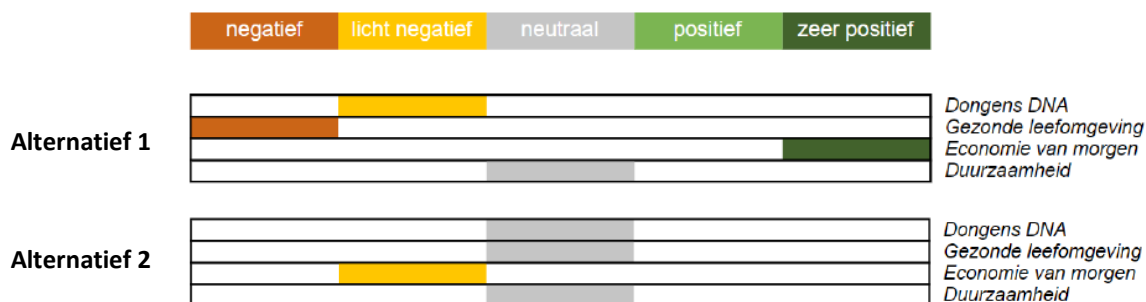 negatief licht negatief neutraal positief zeer positief
Alternatief 1
Dongens DNA
Gezonde leefomgeving
Economie van morgen
Duurzaamheid
Alternatief 2
Dongens DNA
Gezonde leefomgeving
Economie van morgen
Duurzaamheid